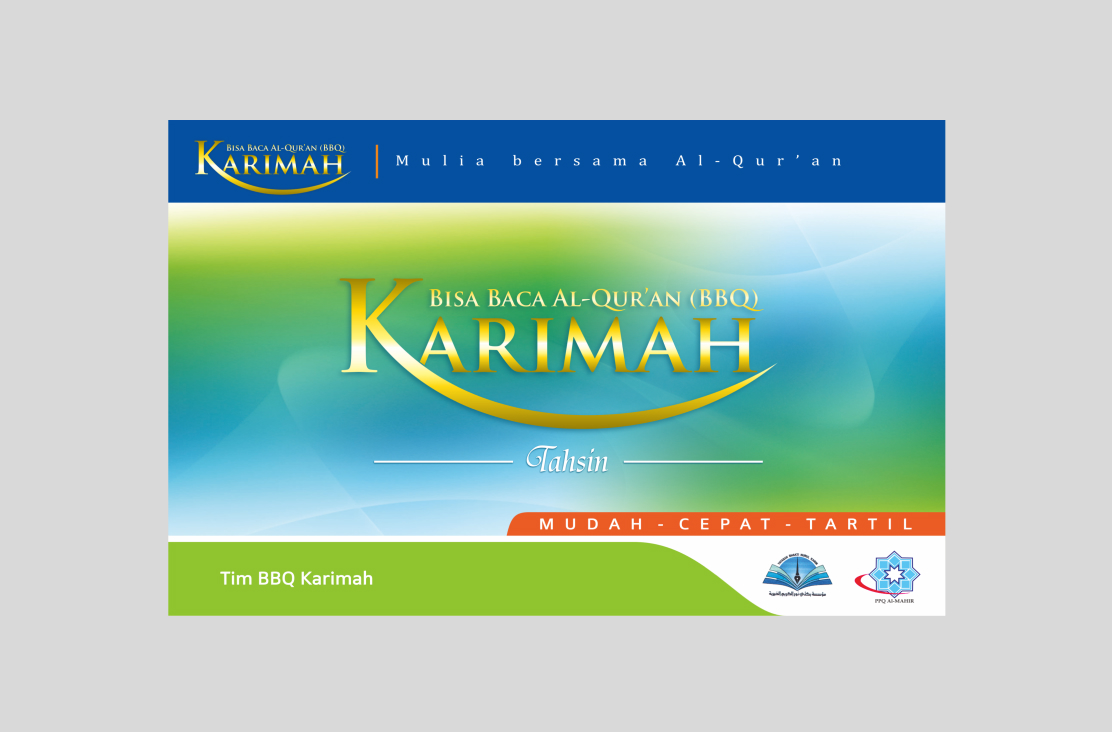 BISA BACA AL-QUR'AN (BBQ)
KARIMAH
Mulia bersama Al-Qur'an
BISA BACA AL-QUR'AN (BBQ)
KARIMAH
Tahsin
MUDAH - CEPAT - TARTIL
Tim BBQ Karimah
PPQ Al-MAHIR